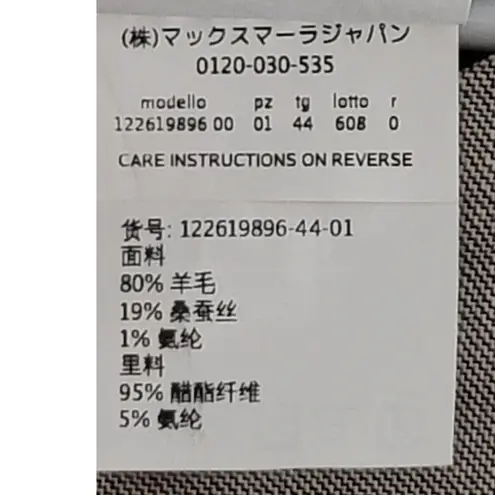 (株)マックスマーラジャパン
0120-030-535
modello pz tg lotto r
122619896 00 01 44 608 0
CARE INSTRUCTIONS ON REVERSE
货号: 122619896-44-01
面料
80% 羊毛
19% 桑蚕丝
1% 氨纶
里料
95% 醋酯纤维
5% 氨纶